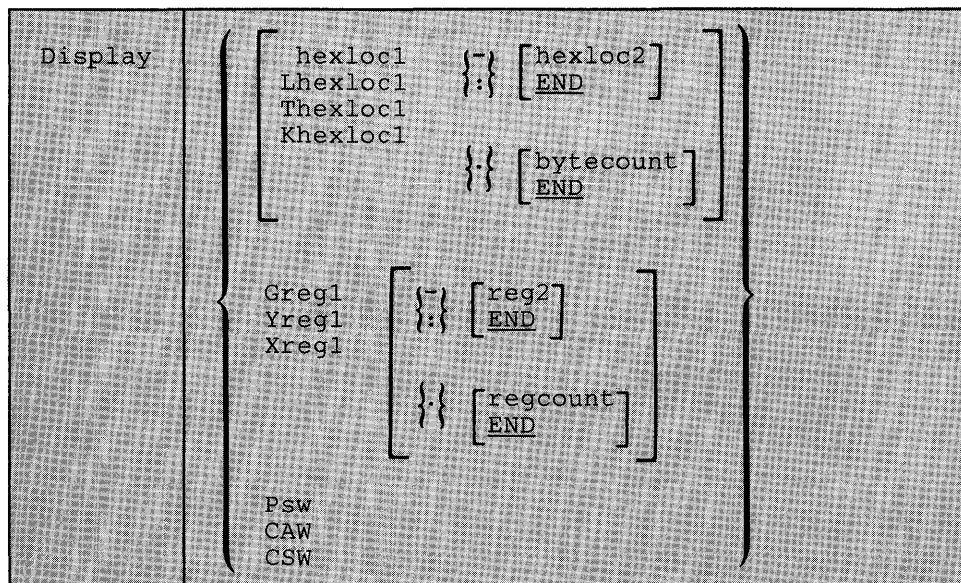 Display hexloc1 {-} [hexloc2]
Lhexloc1 {:} [END]
Thexloc1
Khexloc1
{.} [bytecount]
[END]
Greg1 {-} [reg2]
Yreg1 {:} [END]
Xreg1
{.} [regcount]
[END]
Psw
CAW
CSW